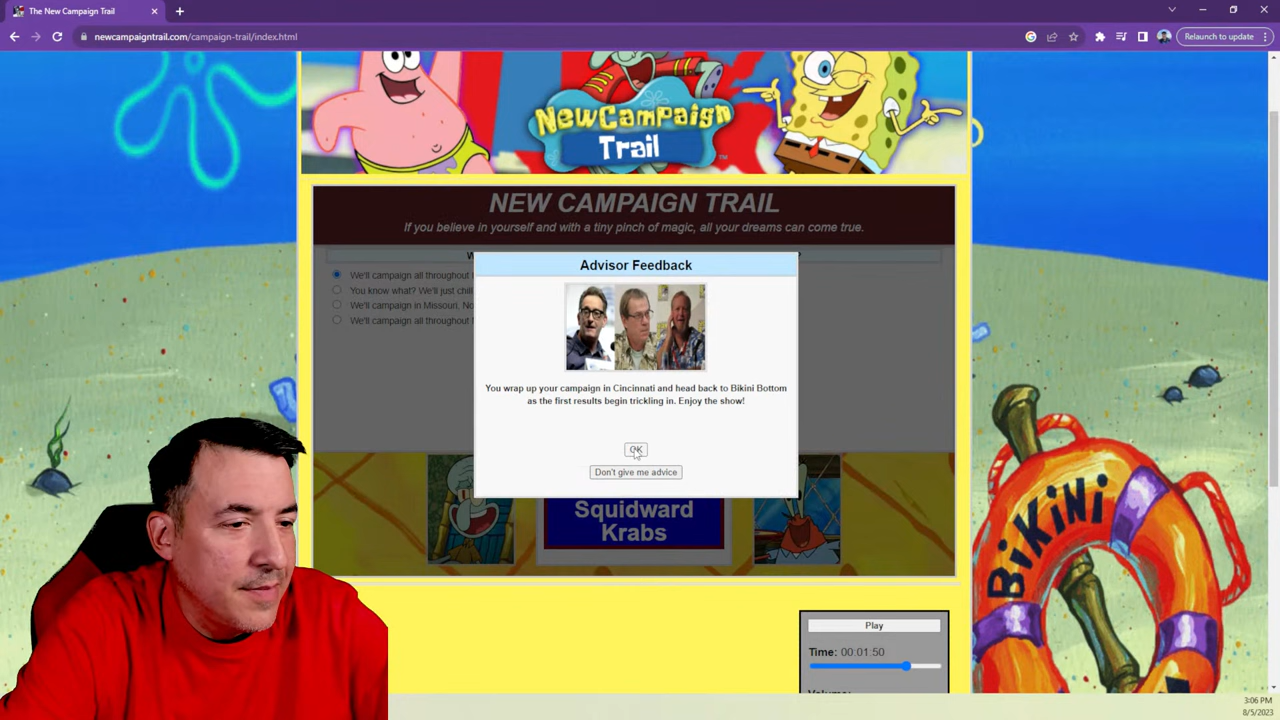 The New Campaign Trail
newcampaigntrail.com/campaign-trail/index.html
Relaunch to update
NewCampaign
Trail
™
NEW CAMPAIGN TRAIL
If you believe in yourself and with a tiny pinch of magic, all your dreams can come true.
W
?
We'll campaign all throughout
You know what? We'll just chill
We'll campaign in Missouri, No
We'll campaign all throughout
Advisor Feedback
You wrap up your campaign in Cincinnati and head back to Bikini Bottom
as the first results begin trickling in. Enjoy the show!
OK
Don't give me advice
Squidward
Krabs
BIKINI
Play
Time: 00:01:50
Volume:
3:06 PM
8/5/2023